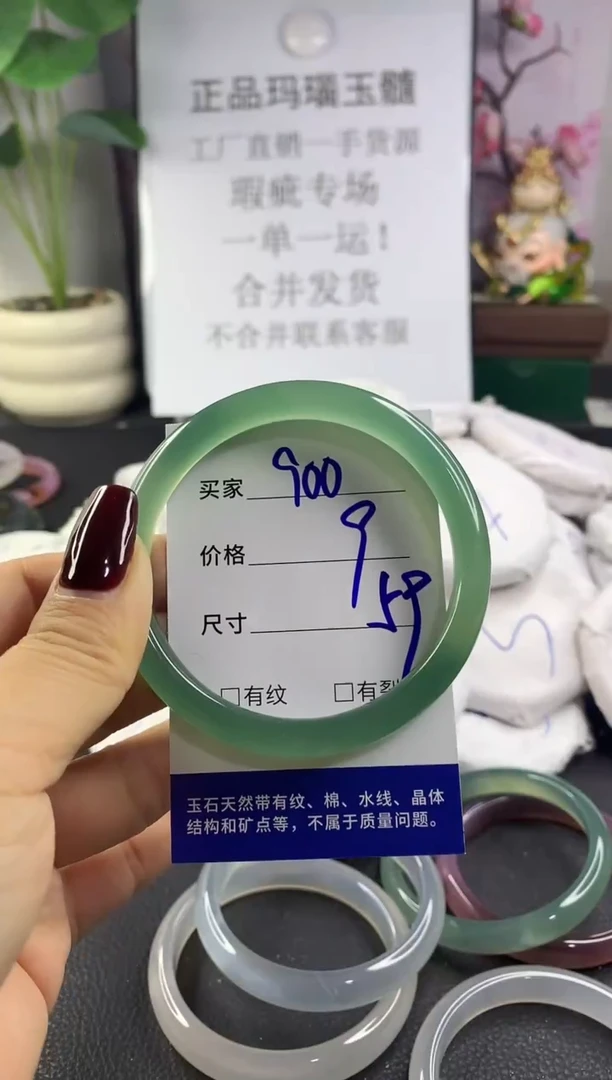 正品玛瑙玉髓
工厂直销一手货源
瑕疵专场
一单一运！
合并发货
不合并联系客服
买家 900
价格 9
尺寸 59
□有纹 □有裂
玉石天然带有纹、棉、水线、晶体
结构和矿点等，不属于质量问题。